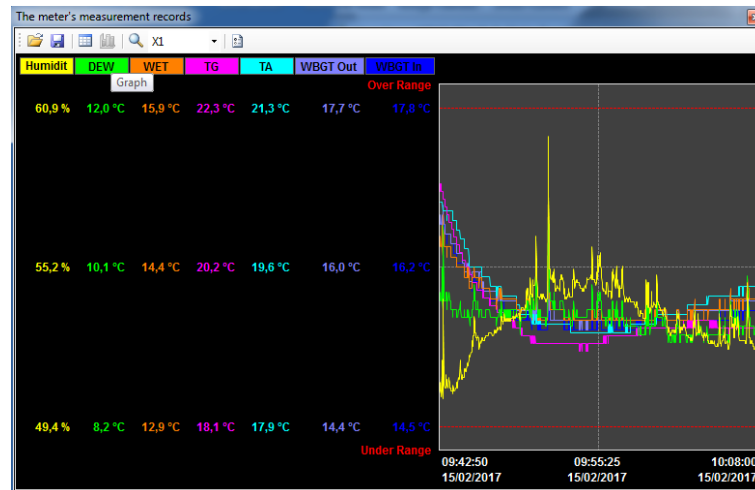 The meter's measurement records
X1
Humidit DEW WET TG TA WBGT Out WBGT In
Graph
Over Range
60,9 % 12,0 °C 15,9 °C 22,3 °C 21,3 °C 17,7 °C 17,8 °C
55,2 % 10,1 °C 14,4 °C 20,2 °C 19,6 °C 16,0 °C 16,2 °C
49,4 % 8,2 °C 12,9 °C 18,1 °C 17,9 °C 14,4 °C 14,5 °C
Under Range
09:42:50 09:55:25 10:08:00
15/02/2017 15/02/2017 15/02/2017